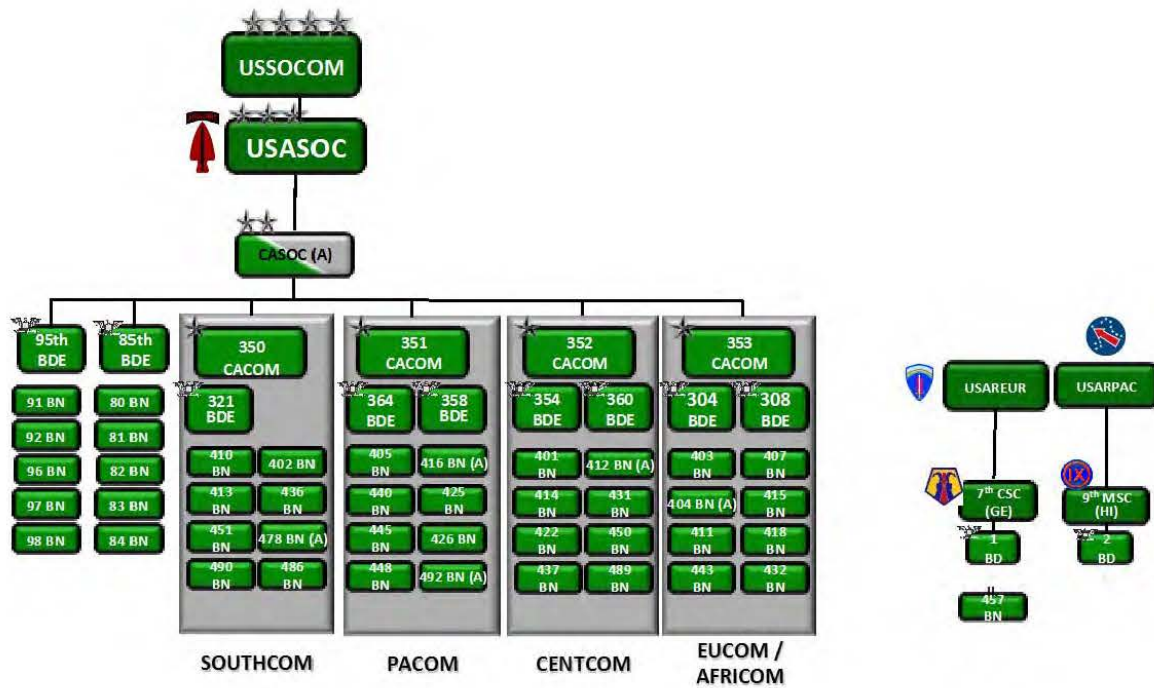 USSOCOM
USASOC
CASOC (A)
95th
BDE
91 BN
92 BN
96 BN
97 BN
98 BN
85th
BDE
80 BN
81 BN
82 BN
83 BN
84 BN
350
CACOM
321
BDE
410
BN
402 BN
413
BN
436
BN
451
BN
478 BN (A)
490
BN
486
BN
SOUTHCOM
351
CACOM
364
BDE
358
BDE
405
BN
416 BN (A)
440
BN
425
BN
445
BN
426 BN
448
BN
492 BN (A)
PACOM
352
CACOM
354
BDE
360
BDE
401
BN
412 BN (A)
414
BN
431
BN
422
BN
450
BN
437
BN
489
BN
CENTCOM
353
CACOM
304
BDE
308
BDE
403
BN
407
BN
404 BN (A)
415
BN
411
BN
418
BN
443
BN
432
BN
EUCOM /
AFRICOM
USAREUR
7th CSC
(GE)
1
BD
457
BN
USARPAC
IX
9th MSC
(HI)
2
BD